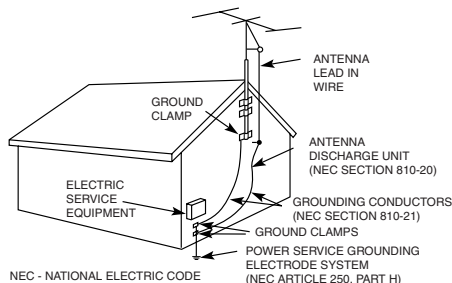 ANTENNA
LEAD IN
WIRE
GROUND
CLAMP
ANTENNA
DISCHARGE UNIT
(NEC SECTION 810-20)
ELECTRIC
SERVICE
EQUIPMENT
GROUNDING CONDUCTORS
(NEC SECTION 810-21)
GROUND CLAMPS
POWER SERVICE GROUNDING
ELECTRODE SYSTEM
(NEC ARTICLE 250, PART H)
NEC - NATIONAL ELECTRIC CODE